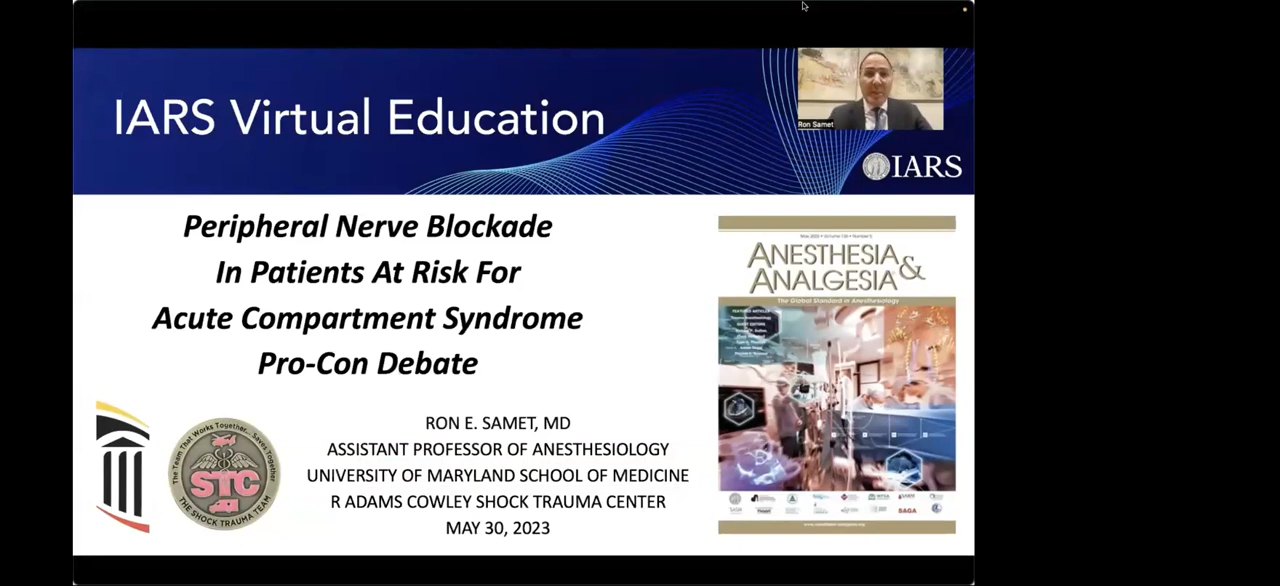 IARS Virtual Education
Ron Samet
IARS
Peripheral Nerve Blockade
In Patients At Risk For
Acute Compartment Syndrome
Pro-Con Debate
ANESTHESIA
& ANALGESIA
The Global Standard in Anesthesiology
FEATURED ARTICLES
The Team That Works Together...Saves Together
STC
THE SHOCK TRAUMA TEAM
RON E. SAMET, MD
ASSISTANT PROFESSOR OF ANESTHESIOLOGY
UNIVERSITY OF MARYLAND SCHOOL OF MEDICINE
R ADAMS COWLEY SHOCK TRAUMA CENTER
MAY 30, 2023
SAGA